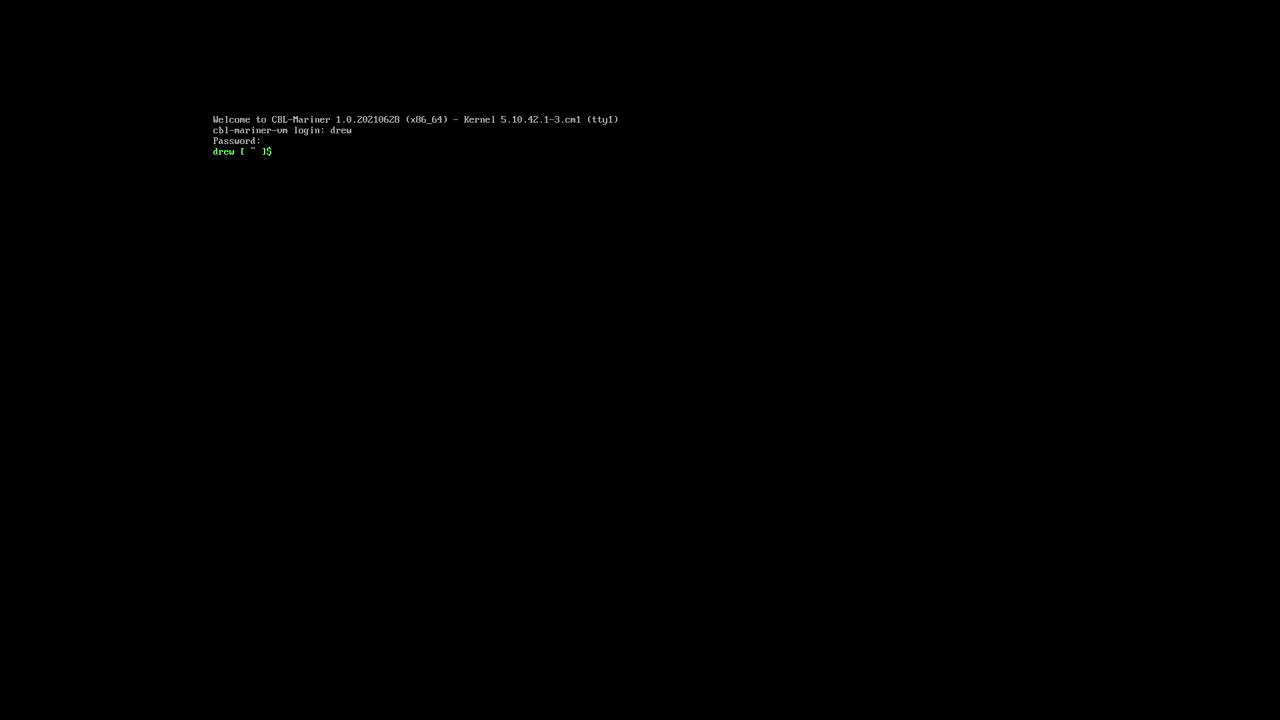 Welcome to CBL-Mariner 1.0.20210628 (x86_64) - Kernel 5.10.42.1-3.cm1 (tty1)
cbl-mariner-vm login: drew
Password:
drew [ ~ ]$